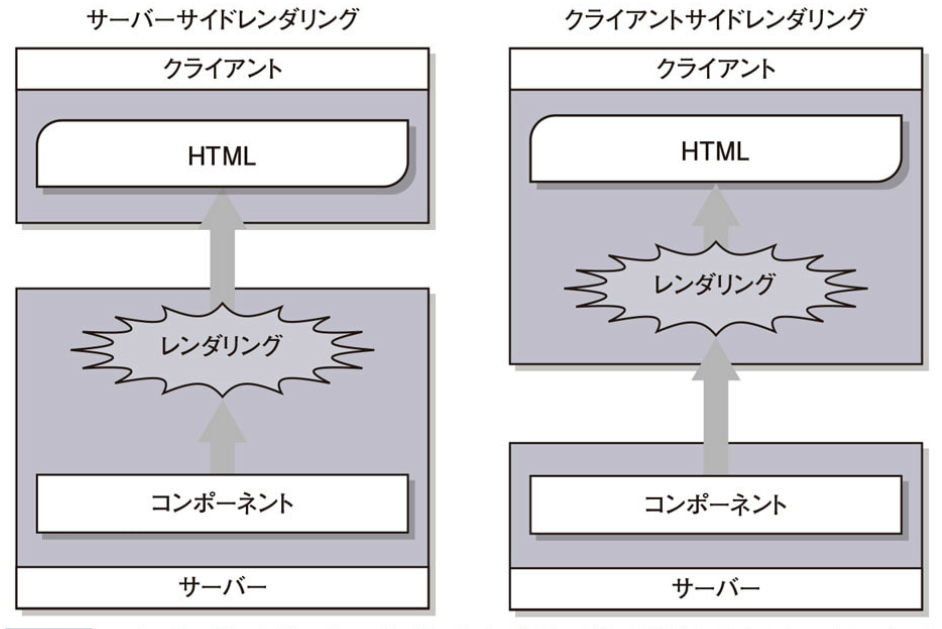 サーバーサイドレンダリング
クライアント
HTML
レンダリング
コンポーネント
サーバー
クライアントサイドレンダリング
クライアント
HTML
レンダリング
コンポーネント
サーバー